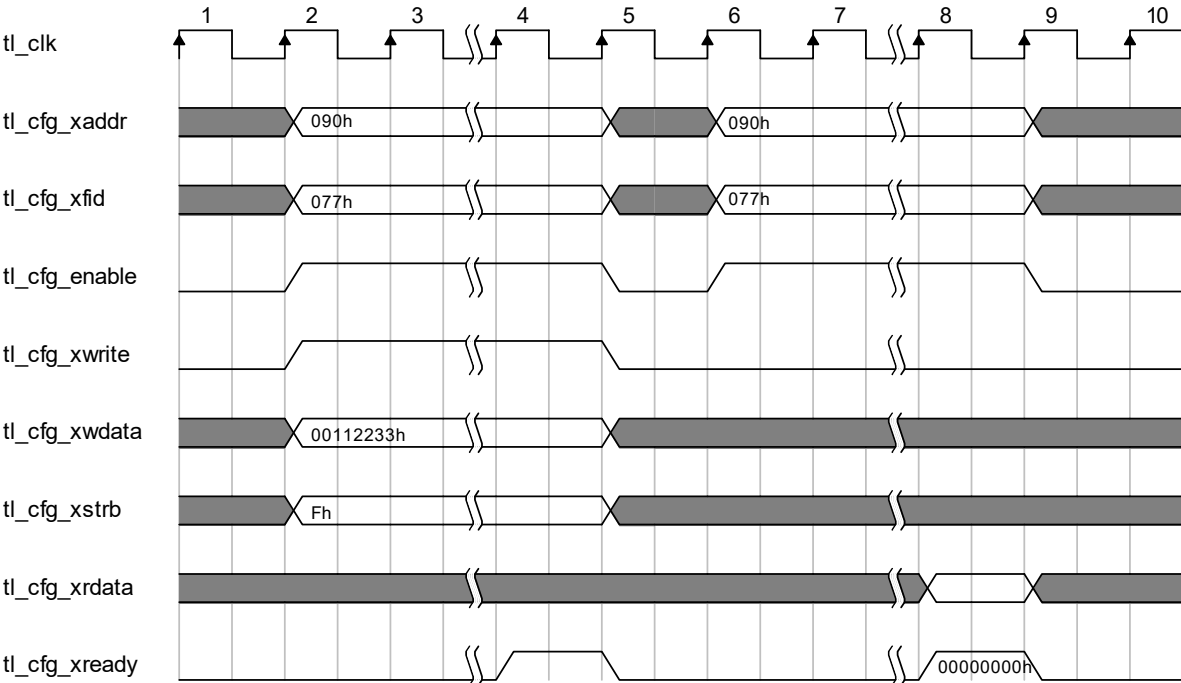 1 2 3 4 5 6 7 8 9 10
tl_clk
tl_cfg_xaddr 090h 090h
tl_cfg_xfid 077h 077h
tl_cfg_enable
tl_cfg_xwrite
tl_cfg_xwdata 00112233h
tl_cfg_xstrb Fh
tl_cfg_xrdata
tl_cfg_xready 00000000h